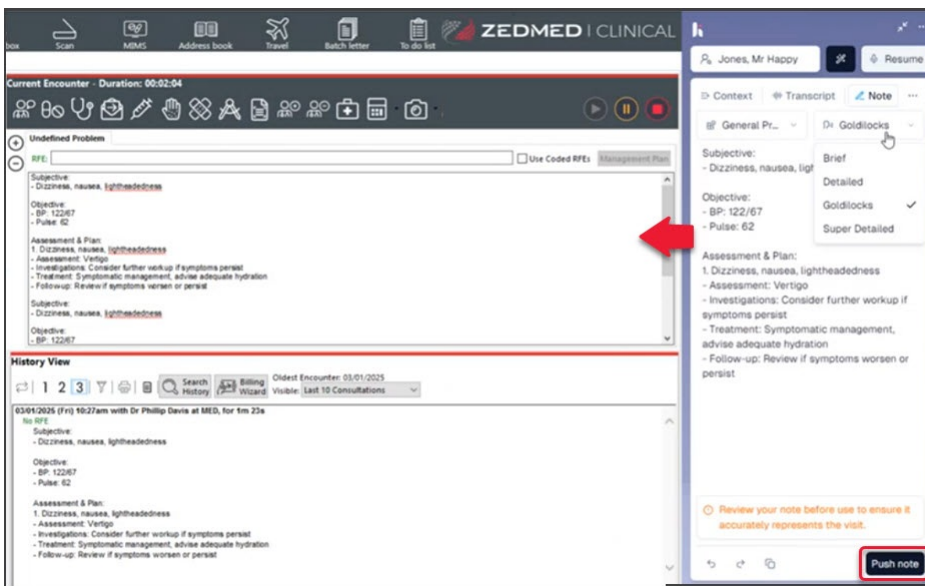 box
Scan
MIMS
Address book
Travel
Batch letter
To do list
ZEDMED | CLINICAL
Current Encounter - Duration: 00:02:04
Undefined Problem
RFE:
Use Coded RFEs
Management Plan
Subjective:
- Dizziness, nausea, lightheadedness
Objective:
- BP: 122/67
- Pulse: 62
Assessment & Plan:
1. Dizziness, nausea, lightheadedness
- Assessment: Vertigo
- Investigations: Consider further workup if symptoms persist
- Treatment: Symptomatic management, advise adequate hydration
- Follow-up: Review if symptoms worsen or persist
Subjective:
- Dizziness, nausea, lightheadedness
Objective:
- BP: 122/67
History View
1 2 3
Search History
Billing Wizard
Oldest Encounter: 03/01/2025
Visible: Last 10 Consultations
03/01/2025 (Fri) 10:27am with Dr Phillip Davis at MED, for 1m 23s
No RFE
Subjective:
- Dizziness, nausea, lightheadedness
Objective:
- BP: 122/67
- Pulse: 62
Assessment & Plan:
1. Dizziness, nausea, lightheadedness
- Assessment: Vertigo
- Investigations: Consider further workup if symptoms persist
- Treatment: Symptomatic management, advise adequate hydration
- Follow-up: Review if symptoms worsen or persist
Jones, Mr Happy
Resume
Context
Transcript
Note
General Pr...
D≡ Goldilocks
Brief
Detailed
Goldilocks
Super Detailed
Subjective:
- Dizziness, nausea, ligh
Objective:
- BP: 122/67
- Pulse: 62
Assessment & Plan:
1. Dizziness, nausea, lightheadedness
- Assessment: Vertigo
- Investigations: Consider further workup if
symptoms persist
- Treatment: Symptomatic management,
advise adequate hydration
- Follow-up: Review if symptoms worsen or
persist
Review your note before use to ensure it
accurately represents the visit.
Push note